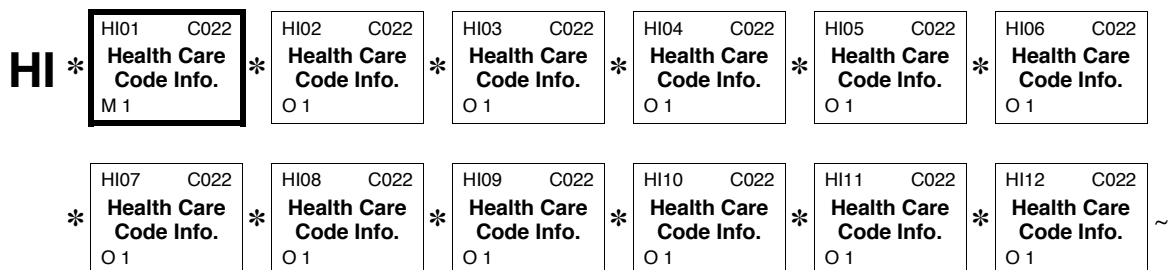 HI01 C022 HI02 C022 HI03 C022 HI04 C022 HI05 C022 HI06 C022
HI * Health Care * Health Care * Health Care * Health Care * Health Care * Health Care
Code Info. Code Info. Code Info. Code Info. Code Info. Code Info.
M 1 O 1 O 1 O 1 O 1 O 1
HI07 C022 HI08 C022 HI09 C022 HI10 C022 HI11 C022 HI12 C022
* Health Care * Health Care * Health Care * Health Care * Health Care * Health Care ~
Code Info. Code Info. Code Info. Code Info. Code Info. Code Info.
O 1 O 1 O 1 O 1 O 1 O 1